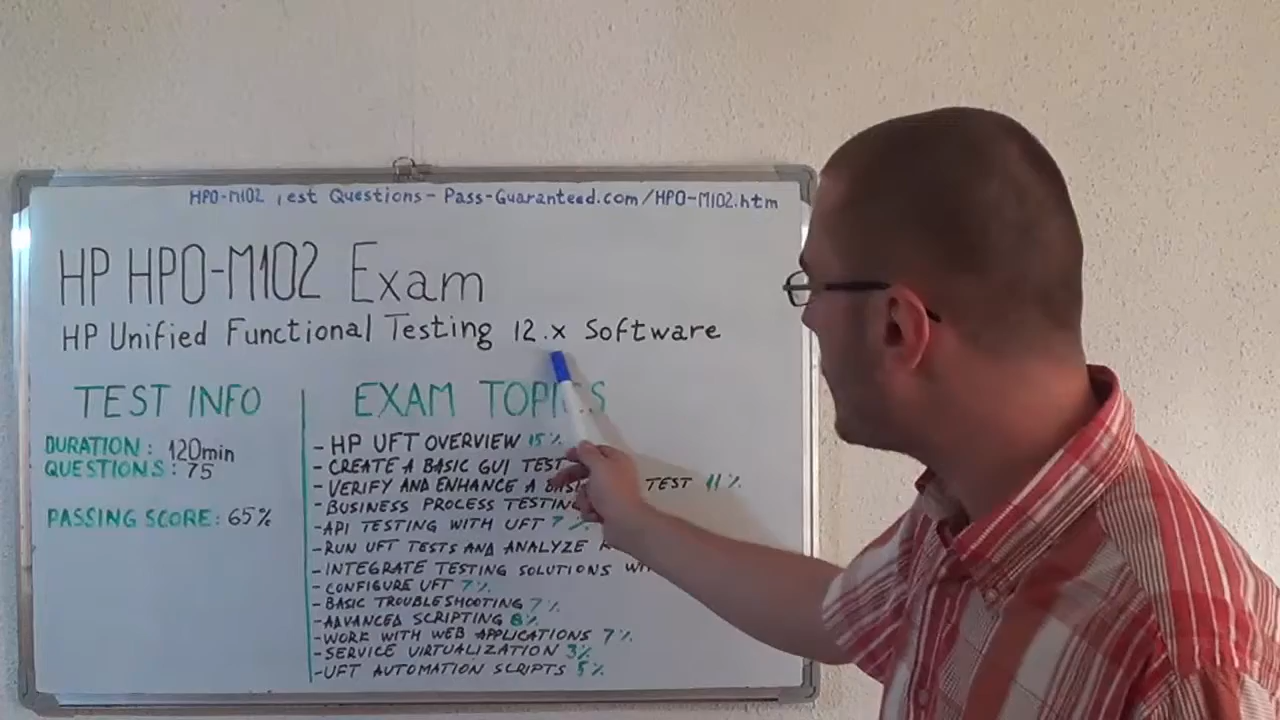 HPO-M102 Test Questions- Pass-Guaranteed.com/HPO-M102.htm
HP HPO-M102 Exam
HP Unified Functional Testing 12.x Software
TEST INFO
DURATION: 120min
QUESTIONS: 75
PASSING SCORE: 65%
EXAM TOPICS
- HP UFT OVERVIEW 15%
- CREATE A BASIC GUI TEST
- VERIFY AND ENHANCE A TEST 11%
- BUSINESS PROCESS TESTING
- API TESTING WITH UFT 7%
- RUN UFT TESTS AND ANALYZE
- INTEGRATE TESTING SOLUTIONS
- CONFIGURE UFT 7%
- BASIC TROUBLESHOOTING 7%
- ADVANCED SCRIPTING 8%
- WORK WITH WEB APPLICATIONS 7%
- SERVICE VIRTUALIZATION 3%
- UFT AUTOMATION SCRIPTS 5%